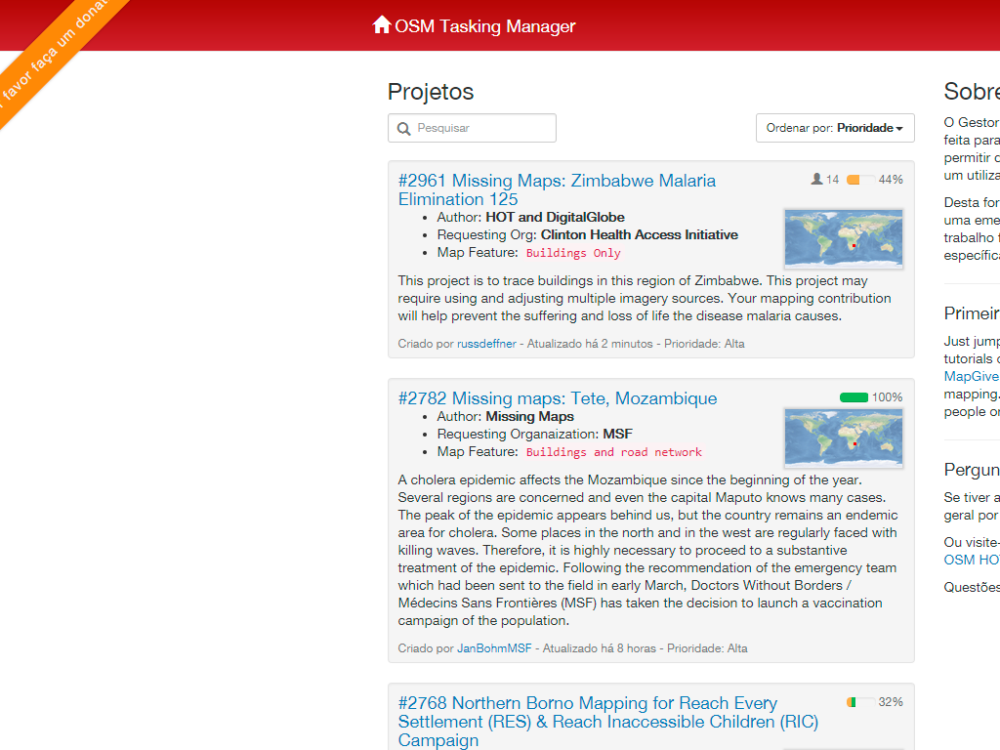 favor faça um donat
OSM Tasking Manager
Projetos
Pesquisar
Ordenar por: Prioridade
#2961 Missing Maps: Zimbabwe Malaria
Elimination 125
14 44%
Author: HOT and DigitalGlobe
Requesting Org: Clinton Health Access Initiative
Map Feature: Buildings Only
This project is to trace buildings in this region of Zimbabwe. This project may
require using and adjusting multiple imagery sources. Your mapping contribution
will help prevent the suffering and loss of life the disease malaria causes.
Criado por russdeffner - Atualizado há 2 minutos - Prioridade: Alta
#2782 Missing maps: Tete, Mozambique
100%
Author: Missing Maps
Requesting Organaization: MSF
Map Feature: Buildings and road network
A cholera epidemic affects the Mozambique since the beginning of the year.
Several regions are concerned and even the capital Maputo knows many cases.
The peak of the epidemic appears behind us, but the country remains an endemic
area for cholera. Some places in the north and in the west are regularly faced with
killing waves. Therefore, it is highly necessary to proceed to a substantive
treatment of the epidemic. Following the recommendation of the emergency team
which had been sent to the field in early March, Doctors Without Borders /
Médecins Sans Frontières (MSF) has taken the decision to launch a vaccination
campaign of the population.
Criado por JanBohmMSF - Atualizado há 8 horas - Prioridade: Alta
#2768 Northern Borno Mapping for Reach Every
Settlement (RES) & Reach Inaccessible Children (RIC)
Campaign
32%
Sobre
O Gestor
feita para
permitir d
um utiliza
Desta for
uma eme
trabalho f
específica
Primeir
Just jump
tutorials o
MapGive
mapping.
people or
Pergun
Se tiver a
geral por
Ou visite-
OSM HOT
Questões